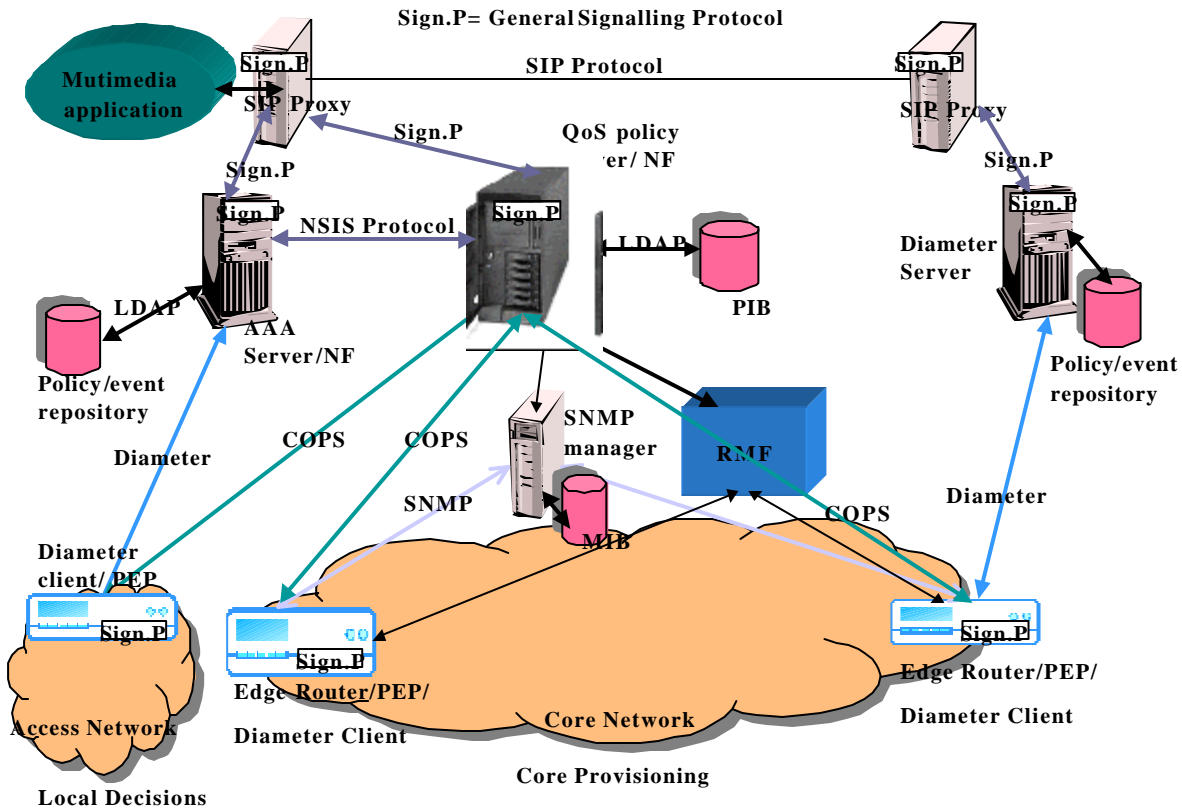 Sign.P= General Signalling Protocol
Sign.P
Mutimedia
application
SIP Protocol
Sign.P
SIP Proxy
SIP Proxy
Sign.P
QoS policy
ver/ NF
Sign.P
Sign.P
Sign.P
Sign.P
Sign.P
NSIS Protocol
LDAP
Diameter
Server
LDAP
PIB
AAA
Server/NF
Policy/event
repository
Policy/event
repository
SNMP
manager
COPS
COPS
RMF
Diameter
SNMP
Diameter
COPS
MIB
Diameter
client/ PEP
Sign.P
Sign.P
Sign.P
Edge Router/PEP/
Diameter Client
Edge Router/PEP/
Diameter Client
Access Network
Core Network
Core Provisioning
Local Decisions